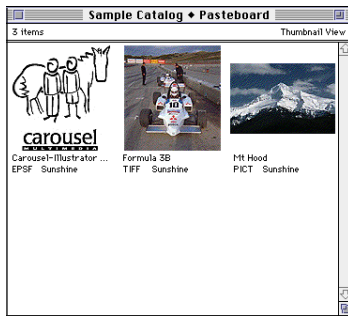 Sample Catalog ◆ Pasteboard
3 items
Thumbnail View
carousel
MULTIMEDIA
10
Carousel-Illustrator ...
EPSF Sunshine
Formula 3B
TIFF Sunshine
Mt Hood
PICT Sunshine